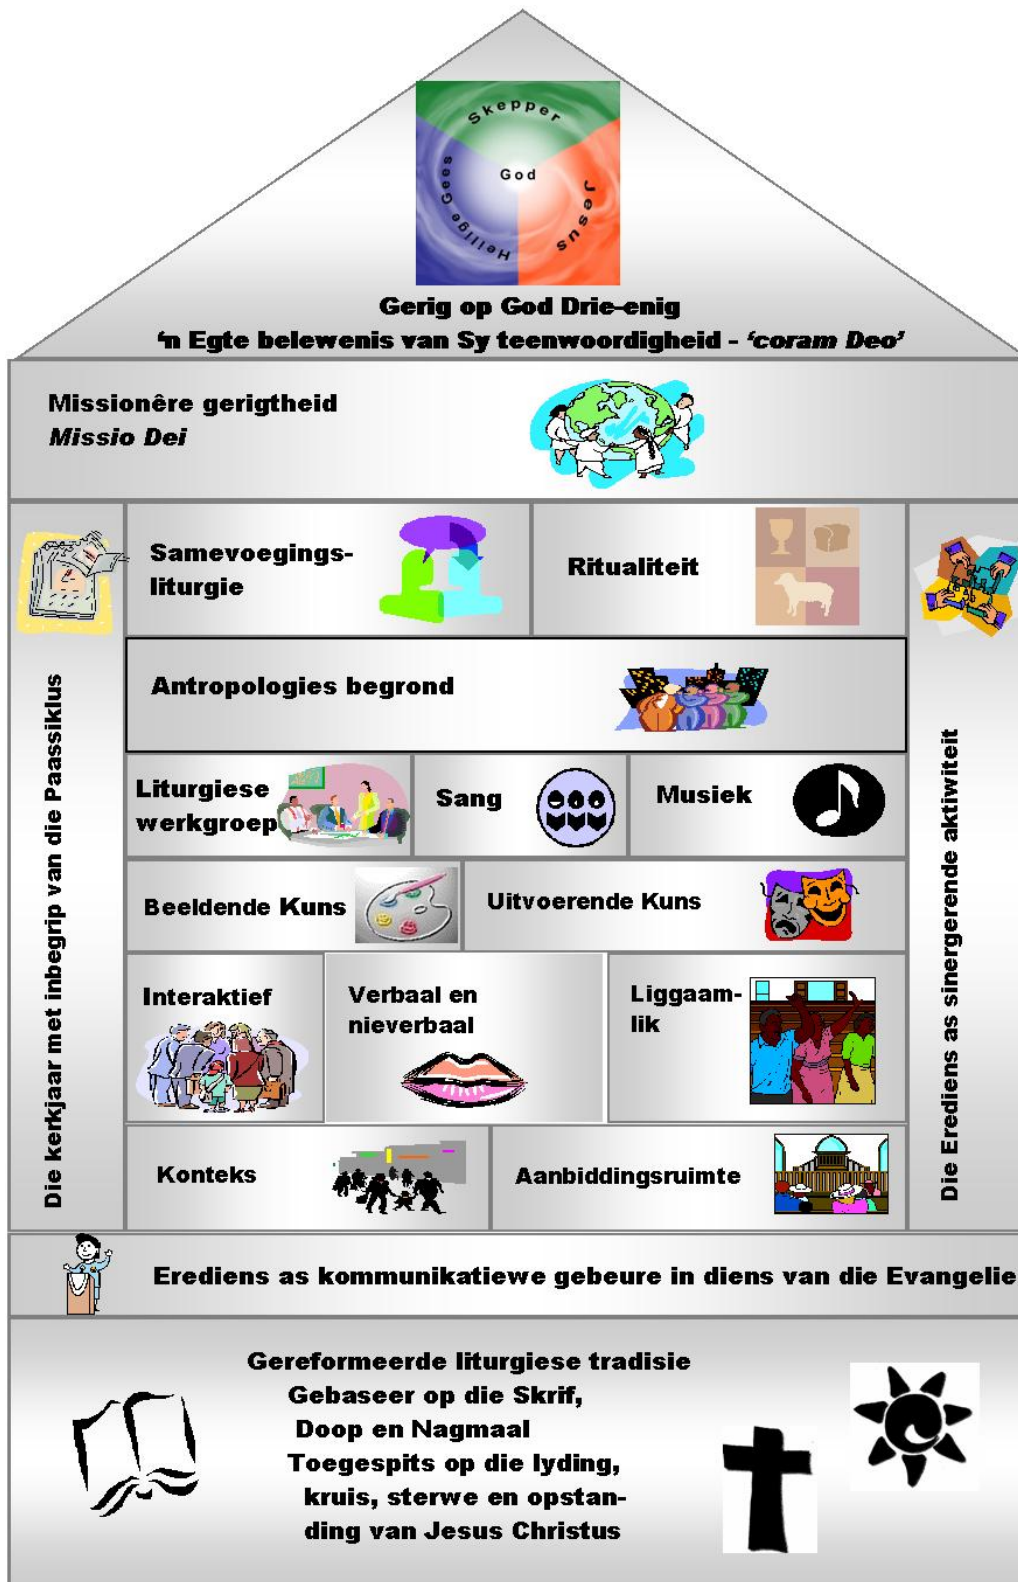 Skepper
God
Jesus
Heilige Gees
Gerig op God Drie-enig
'n Egte belewenis van Sy teenwoordigheid - 'coram Deo'
Missionêre gerigtheid
Missio Dei
Samevoegings-
liturgie
Ritualiteit
Antropologies begrond
Die kerkjaar met inbegrip van die Paassiklus
Die Erediens as sinergerende aktiwiteit
Liturgiese
werkgroep
Sang
Musiek
Beeldende Kuns
Uitvoerende Kuns
Interaktief
Verbaal en
nieverbaal
Liggaam-
lik
Konteks
Aanbiddingsruimte
Erediens as kommunikatiewe gebeure in diens van die Evangelie
Gereformeerde liturgiese tradisie
Gebaseer op die Skrif,
Doop en Nagmaal
Toegespits op die lyding,
kruis, sterwe en opstan-
ding van Jesus Christus